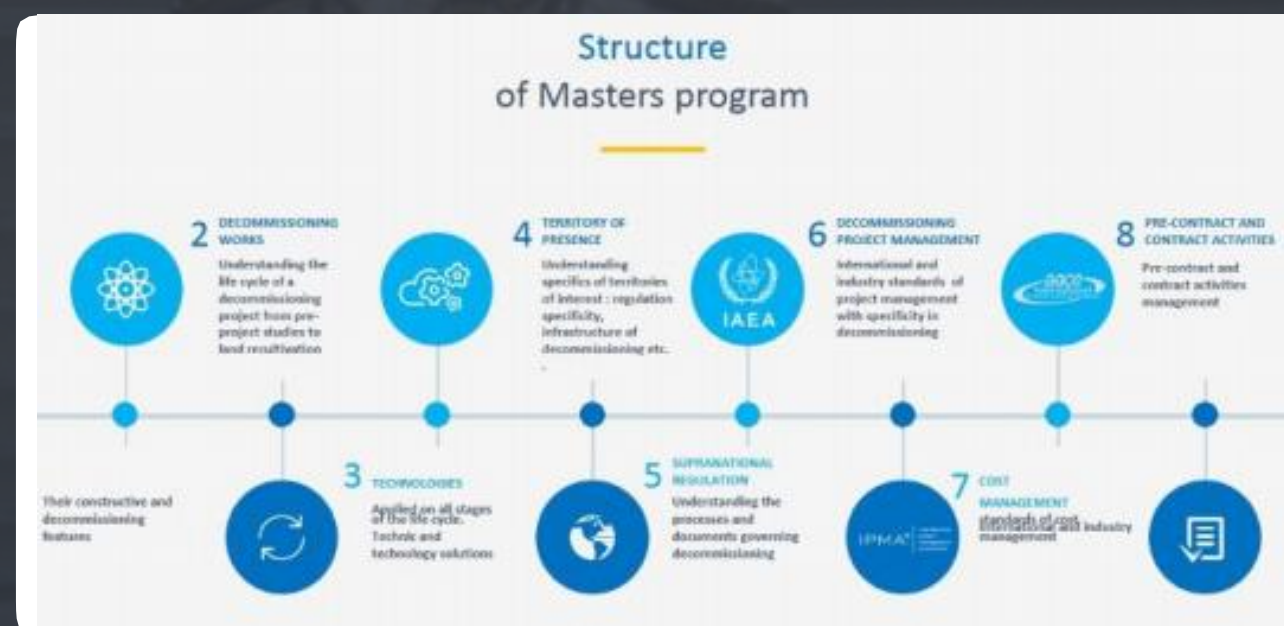 Structure
of Masters program
2 DECOMMISSIONING
WORKS
Understanding the
life cycle of a
decommissioning
project from pre-
project studies to
land recultivation
4 TERRITORY OF
PRESENCE
Understanding
specifics of territories
of interest : regulation
specificity,
infrastructure of
decommissioning etc.
.
IAEA
6 DECOMMISSIONING
PROJECT MANAGEMENT
International and
industry standards of
project management
with specificity in
decommissioning
8 PRE-CONTRACT AND
CONTRACT ACTIVITIES
Pre-contract and
contract activities
management
Their constructive and
decommissioning
features
3 TECHNOLOGIES
Applied on all stages
of the life cycle.
Technic and
technology solutions
5 SUPRANATIONAL
REGULATION
Understanding the
processes and
documents governing
decommissioning
IPMA
7 COST
MANAGEMENT
standards of cost
International and industry
management